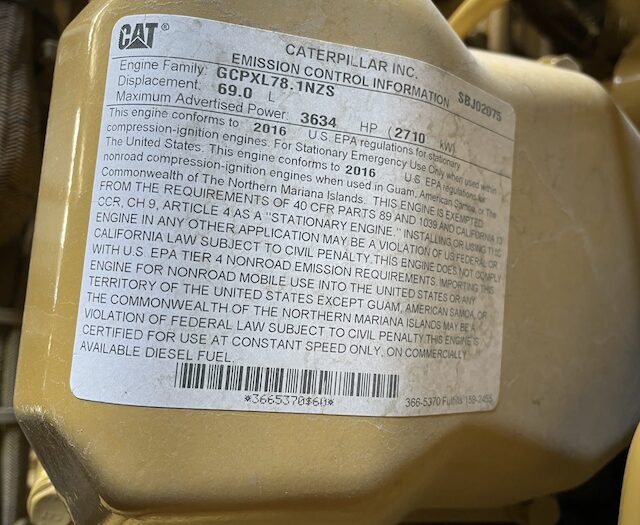 CAT®
CATERPILLAR INC.
EMISSION CONTROL INFORMATION SBJ02075
Engine Family: GCPXL78.1NZS
Displacement: 69.0 L
Maximum Advertised Power: 3634 HP (2710 kW)
This engine conforms to 2016 U.S. EPA regulations for stationary
compression-ignition engines. For Stationary Emergency Use Only when used within
The United States. This engine conforms to 2016 U.S. EPA regulations for
nonroad compression-ignition engines when used in Guam, American Samoa, or The
Commonwealth of The Northern Mariana Islands. THIS ENGINE IS EXEMPTED
FROM THE REQUIREMENTS OF 40 CFR PARTS 89 AND 1039 AND CALIFORNIA 13
CCR, CH 9, ARTICLE 4 AS A "STATIONARY ENGINE." INSTALLING OR USING THIS
ENGINE IN ANY OTHER APPLICATION MAY BE A VIOLATION OF US FEDERAL OR
CALIFORNIA LAW SUBJECT TO CIVIL PENALTY. THIS ENGINE DOES NOT COMPLY
WITH U.S. EPA TIER 4 NONROAD EMISSION REQUIREMENTS. IMPORTING THIS
ENGINE FOR NONROAD MOBILE USE INTO THE UNITED STATES OR ANY
TERRITORY OF THE UNITED STATES EXCEPT GUAM, AMERICAN SAMOA, OR
THE COMMONWEALTH OF THE NORTHERN MARIANA ISLANDS MAY BE A
VIOLATION OF FEDERAL LAW SUBJECT TO CIVIL PENALTY. THIS ENGINE IS
CERTIFIED FOR USE AT CONSTANT SPEED ONLY, ON COMMERCIALLY
AVAILABLE DIESEL FUEL.
*3665370$60*
366-5370 Fulfills 159-2455